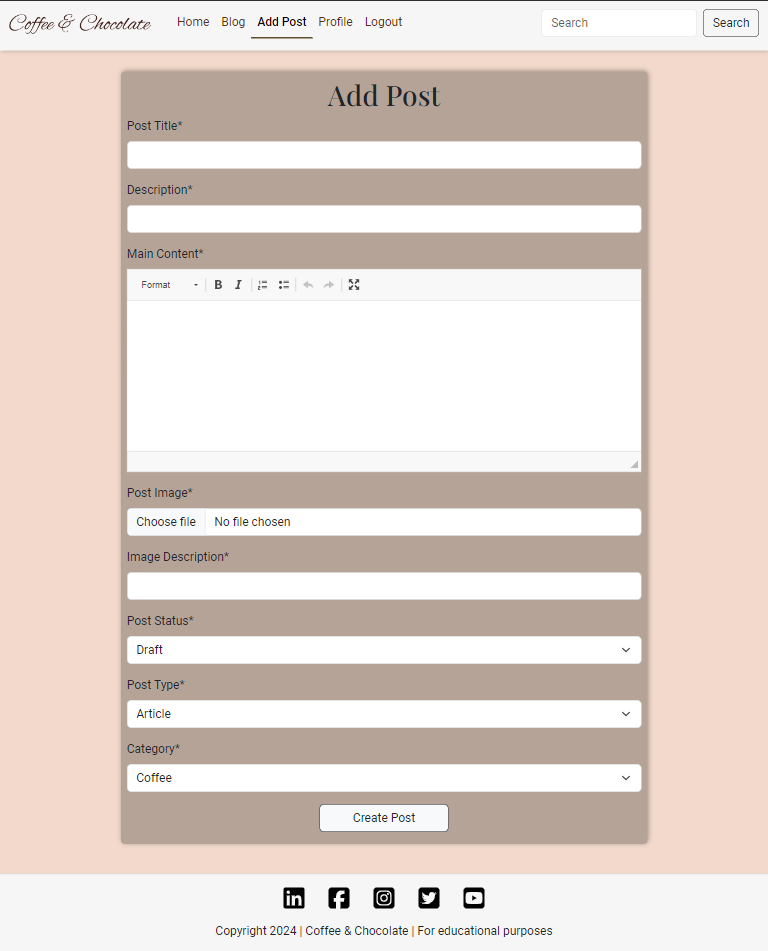 Coffee & Chocolate Home Blog Add Post Profile Logout Search Search
Add Post
Post Title*
Description*
Main Content*
Format B I
Post Image*
Choose file No file chosen
Image Description*
Post Status*
Draft
Post Type*
Article
Category*
Coffee
Create Post
Copyright 2024 | Coffee & Chocolate | For educational purposes